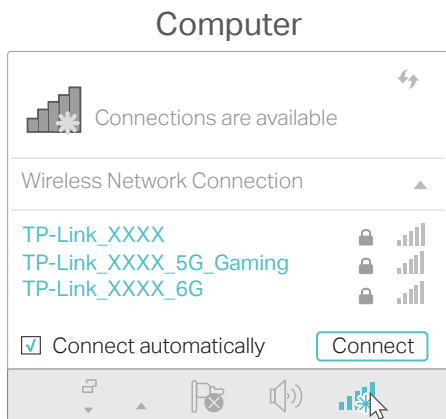 Computer
Connections are available
Wireless Network Connection
TP-Link_XXXX
TP-Link_XXXX_5G_Gaming
TP-Link_XXXX_6G
Connect automatically
Connect